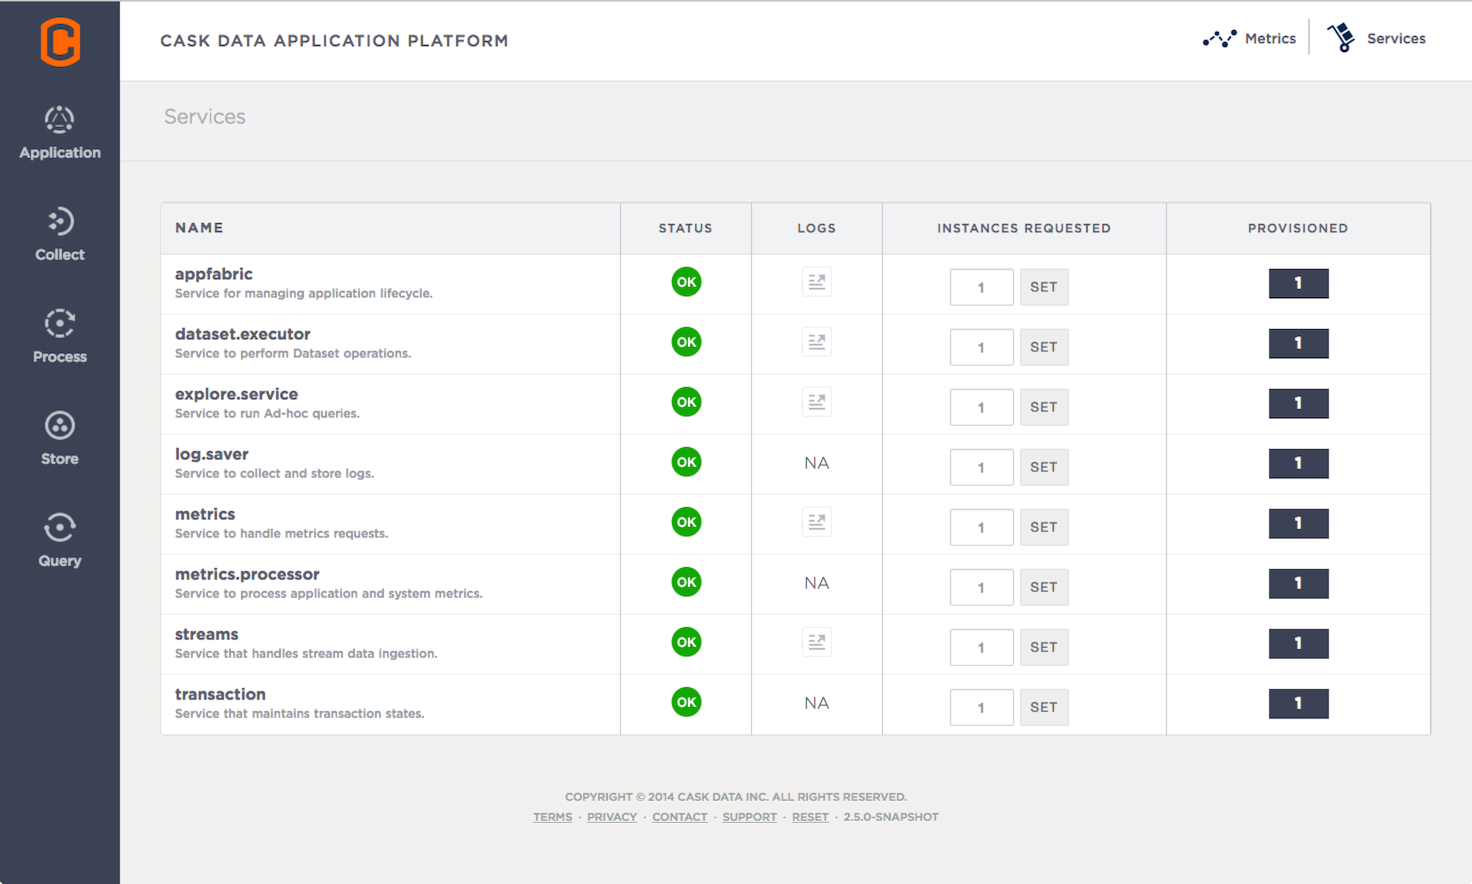 CASK DATA APPLICATION PLATFORM
Metrics
Services
Application
Collect
Process
Store
Query
Services
NAME STATUS LOGS INSTANCES REQUESTED PROVISIONED
appfabric
Service for managing application lifecycle.
OK 1 SET 1
dataset.executor
Service to perform Dataset operations.
OK 1 SET 1
explore.service
Service to run Ad-hoc queries.
OK 1 SET 1
log.saver
Service to collect and store logs.
OK NA 1 SET 1
metrics
Service to handle metrics requests.
OK 1 SET 1
metrics.processor
Service to process application and system metrics.
OK NA 1 SET 1
streams
Service that handles stream data ingestion.
OK 1 SET 1
transaction
Service that maintains transaction states.
OK NA 1 SET 1
COPYRIGHT © 2014 CASK DATA INC. ALL RIGHTS RESERVED.
TERMS · PRIVACY · CONTACT · SUPPORT · RESET · 2.5.0-SNAPSHOT